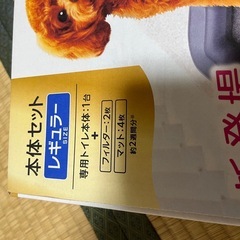 本体セット
レギュラー
SIZE
専用トイレ本体:1台
+
フィルター:2枚
マット:4枚
約2週間分※